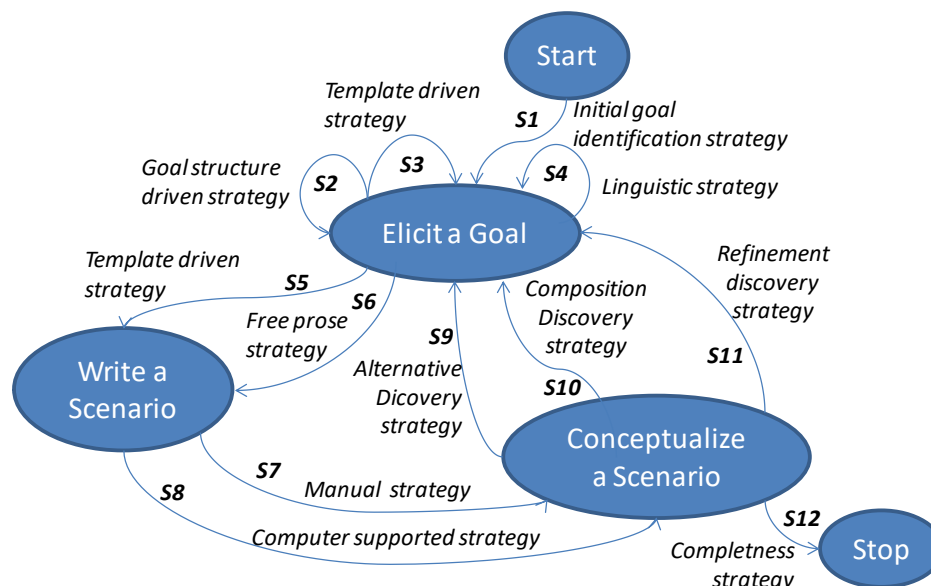 Start
Template driven
strategy
S1
Initial goal
identification strategy
Goal structure
driven strategy
S2
S3
S4
Linguistic strategy
Elicit a Goal
Template driven
strategy
S5
S6
Free prose
strategy
S9
Alternative
Dicovery
strategy
Composition
Discovery
strategy
S10
Refinement
discovery
strategy
S11
Write a
Scenario
Conceptualize
a Scenario
S7
Manual strategy
S8
Computer supported strategy
S12
Completness
strategy
Stop